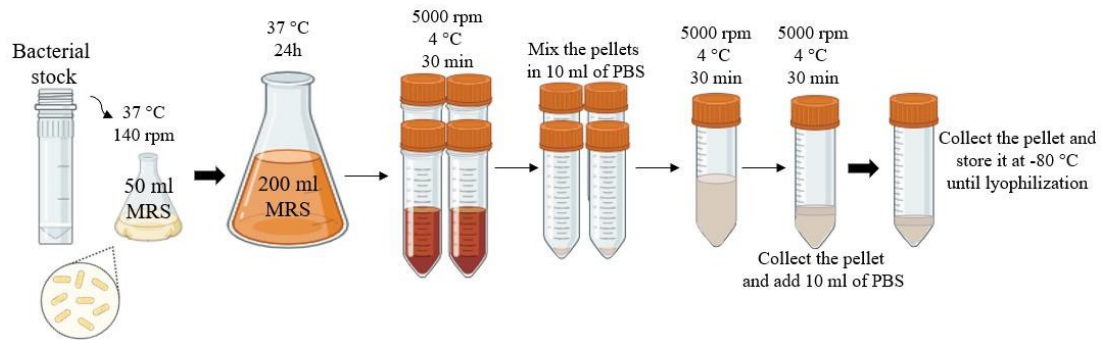 Bacterial
stock
37 °C
140 rpm
50 ml
MRS
37 °C
24h
200 ml
MRS
5000 rpm
4 °C
30 min
Mix the pellets
in 10 ml of PBS
5000 rpm
4 °C
30 min
5000 rpm
4 °C
30 min
Collect the pellet
and add 10 ml of PBS
Collect the pellet and
store it at -80 °C
until lyophilization